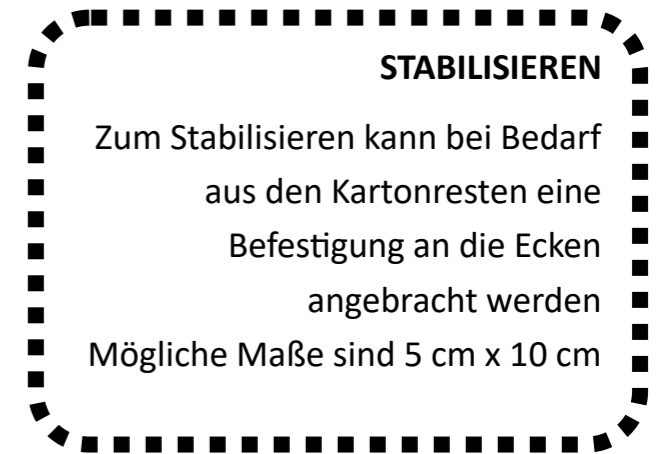 STABILISIEREN
Zum Stabilisieren kann bei Bedarf
aus den Kartonresten eine
Befestigung an die Ecken
angebracht werden
Mögliche Maße sind 5 cm x 10 cm